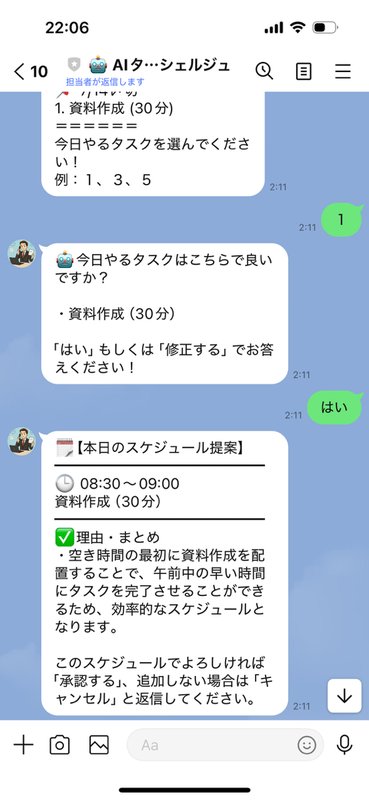 22:06
10
AIタ…シェルジュ
担当者が返信します
1. 資料作成 (30分)
======
今日やるタスクを選んでくださ
い！
例：１、３、５
2:11
2:11
1
今日やるタスクはこちらで良い
ですか？
・資料作成 (30分)
「はい」もしくは「修正する」でお答
えください！
2:11
2:11
はい
【本日のスケジュール提案】
08:30〜09:00
資料作成 (30分)
理由・まとめ
・空き時間の最初に資料作成を配
置することで、午前中の早い時間
にタスクを完了させることがで
きるため、効率的なスケジュールと
なります。
このスケジュールでよろしければ
「承認する」、追加しない場合は「キ
ャンセル」と返信してください。
2:11
Aa